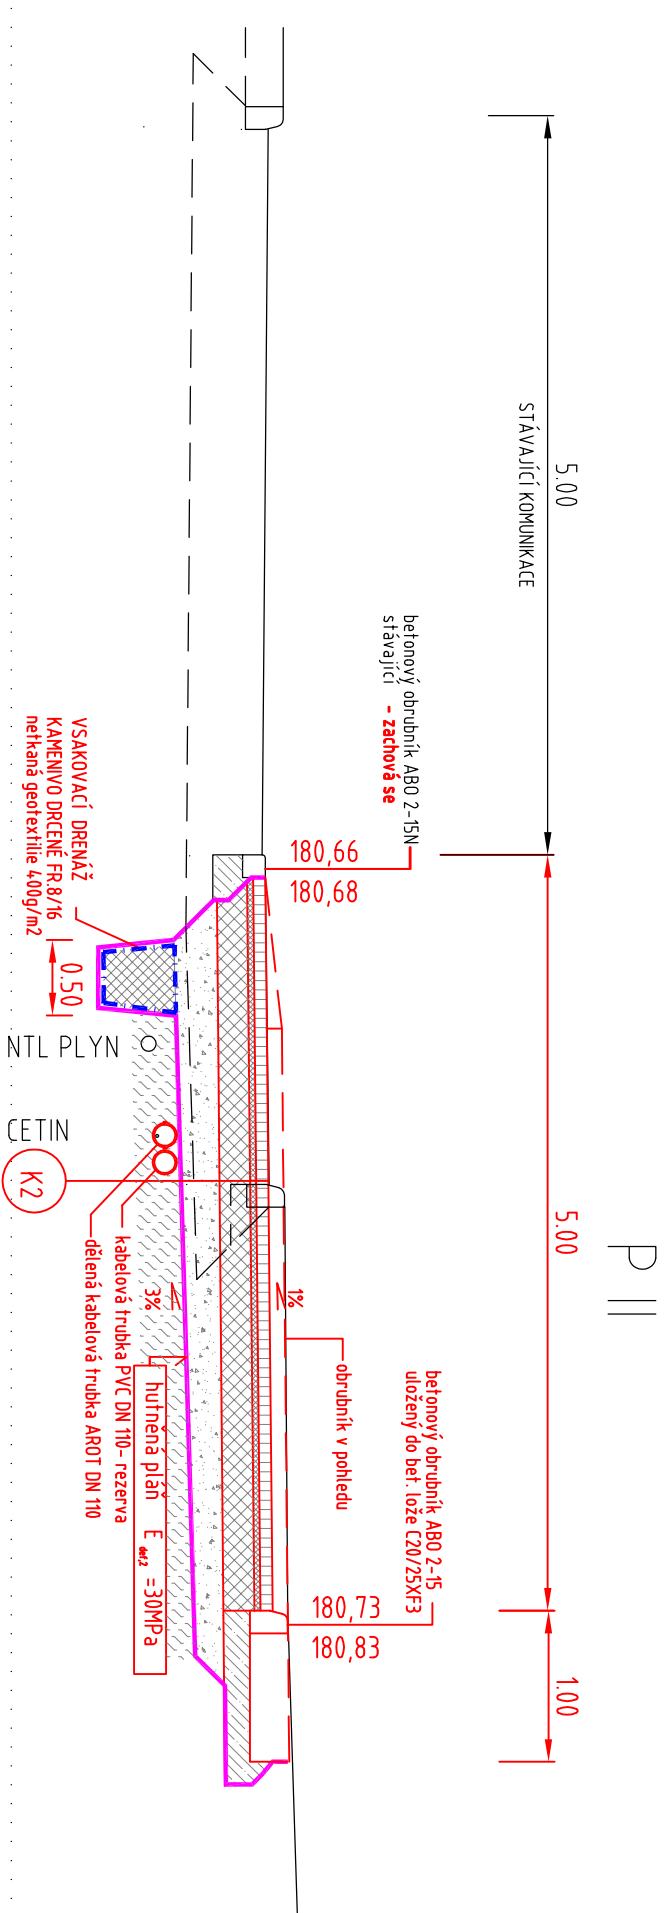 P II
5.00
STÁVAJÍCÍ KOMUNIKACE
5.00
1.00
betonový obrubník ABO 2-15N
stávající - zachová se
180,66
180,68
betonový obrubník ABO 2-15
uložený do bet. lože C20/25XF3
180,73
180,83
obrubník v pohledu
1%
3%
VSAKOVACÍ DRENÁŽ
KAMENIVO DRCENÉ FR.8/16
netkaná geotextilie 400g/m2
0.50
NTL PLYN
CETIN
K2
hutněná pláň E def,2 =30MPa
kabelová trubka PVC DN 110- rezerva
dělená kabelová trubka AROT DN 110